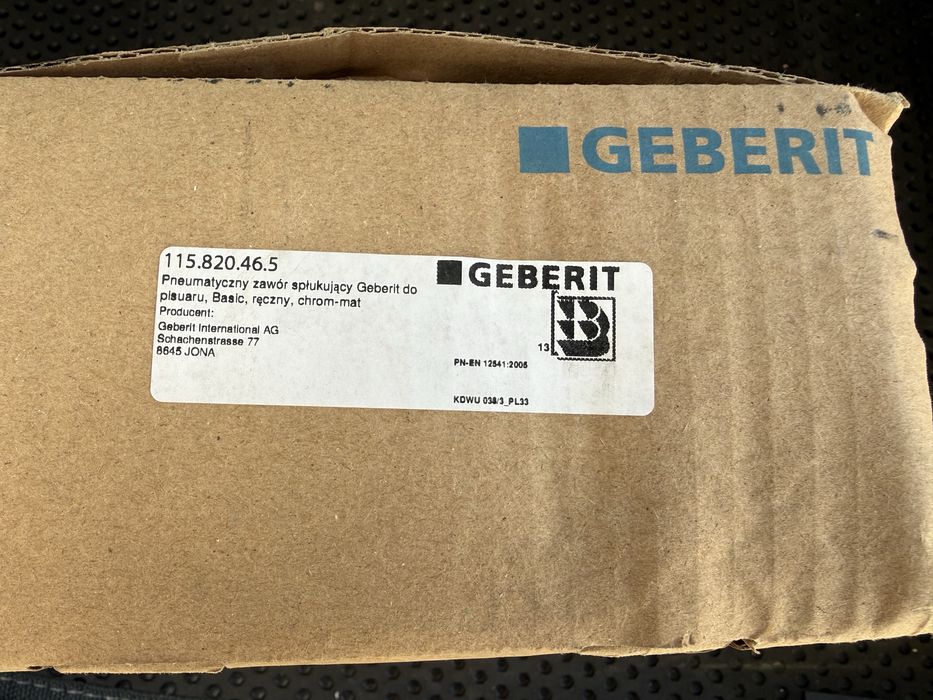 GEBERIT
115.820.46.5
Pneumatyczny zawór spłukujący Geberit do
pisuaru, Basic, ręczny, chrom-mat
Producent:
Geberit International AG
Schachenstrasse 77
8645 JONA
GEBERIT
13
B
PN-EN 12541:2005
KDWU 038/3_PL33